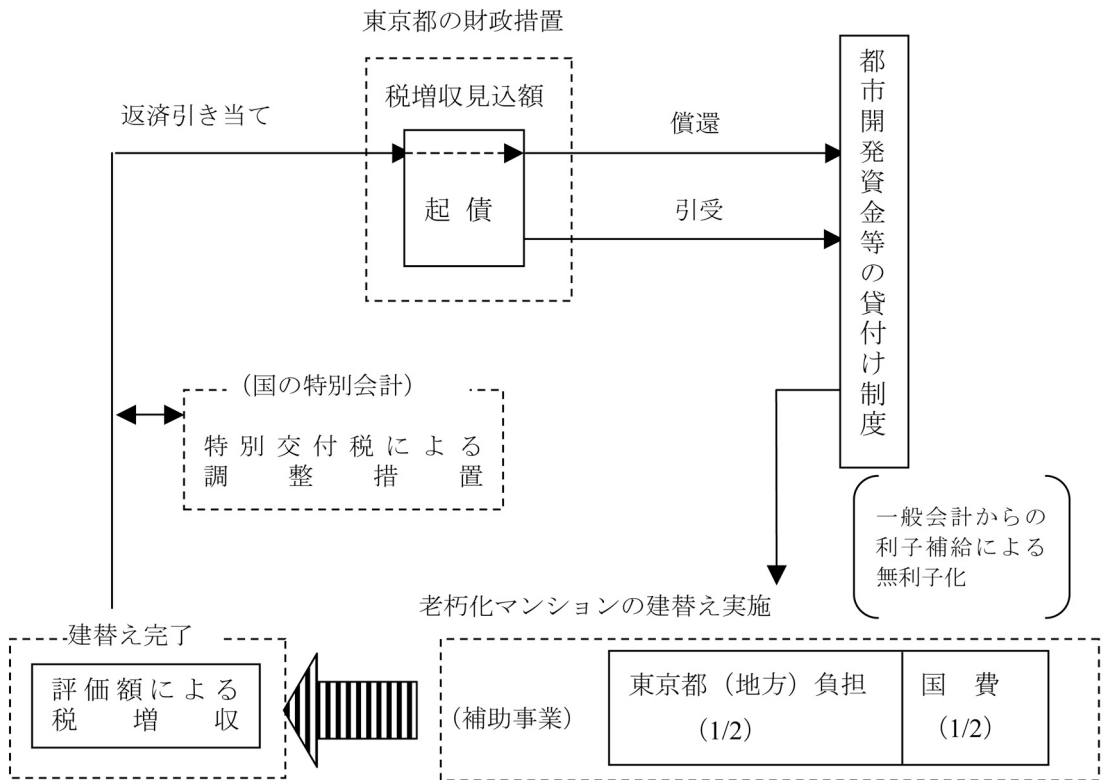 東京都の財政措置
税増収見込額
返済引き当て
起債
償還
引受
都市開発資金等の貸付け制度
(国の特別会計)
特別交付税による
調整措置
一般会計からの
利子補給による
無利子化
老朽化マンションの建替え実施
建替え完了
評価額による
税増収
(補助事業)
東京都(地方)負担
(1/2)
国費
(1/2)